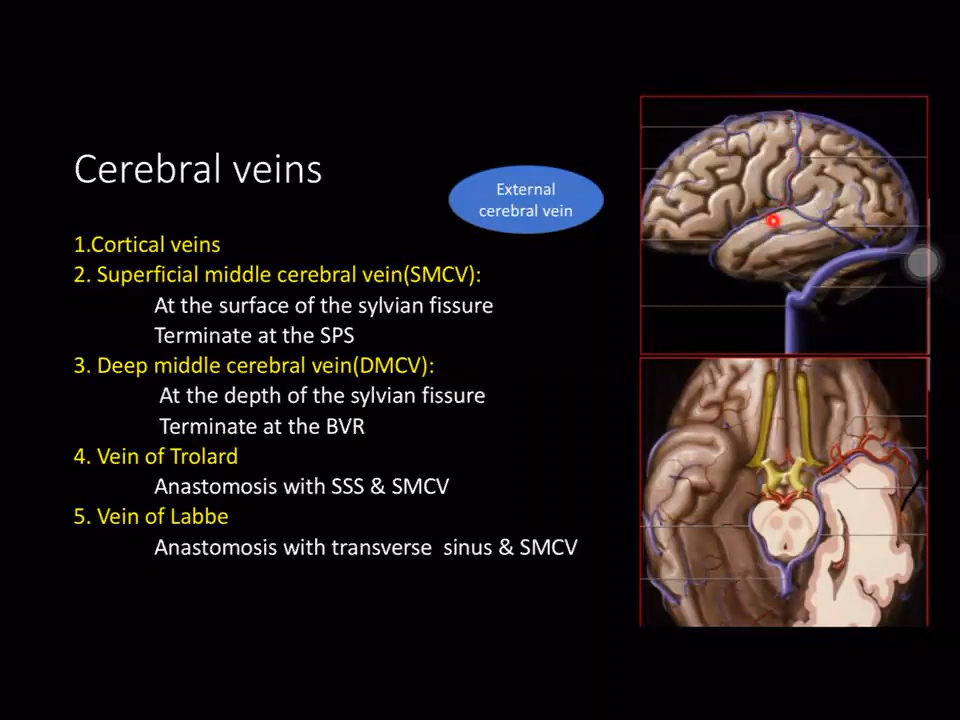 Cerebral veins
External
cerebral vein
1.Cortical veins
2. Superficial middle cerebral vein(SMCV):
At the surface of the sylvian fissure
Terminate at the SPS
3. Deep middle cerebral vein(DMCV):
At the depth of the sylvian fissure
Terminate at the BVR
4. Vein of Trolard
Anastomosis with SSS & SMCV
5. Vein of Labbe
Anastomosis with transverse sinus & SMCV